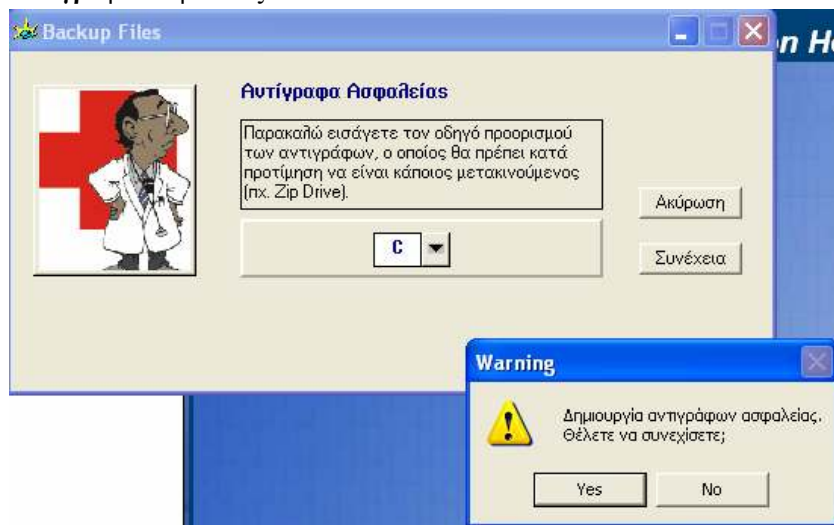 Backup Files
n H
Αντίγραφα Ασφαλείας
Παρακαλώ εισάγετε τον οδηγό προορισμού
των αντιγράφων, ο οποίος θα πρέπει κατά
προτίμηση να είναι κάποιος μετακινούμενος
(πχ. Zip Drive).
Ακύρωση
C
Συνέχεια
Warning
Δημιουργία αντιγράφων ασφαλείας.
Θέλετε να συνεχίσετε;
Yes No